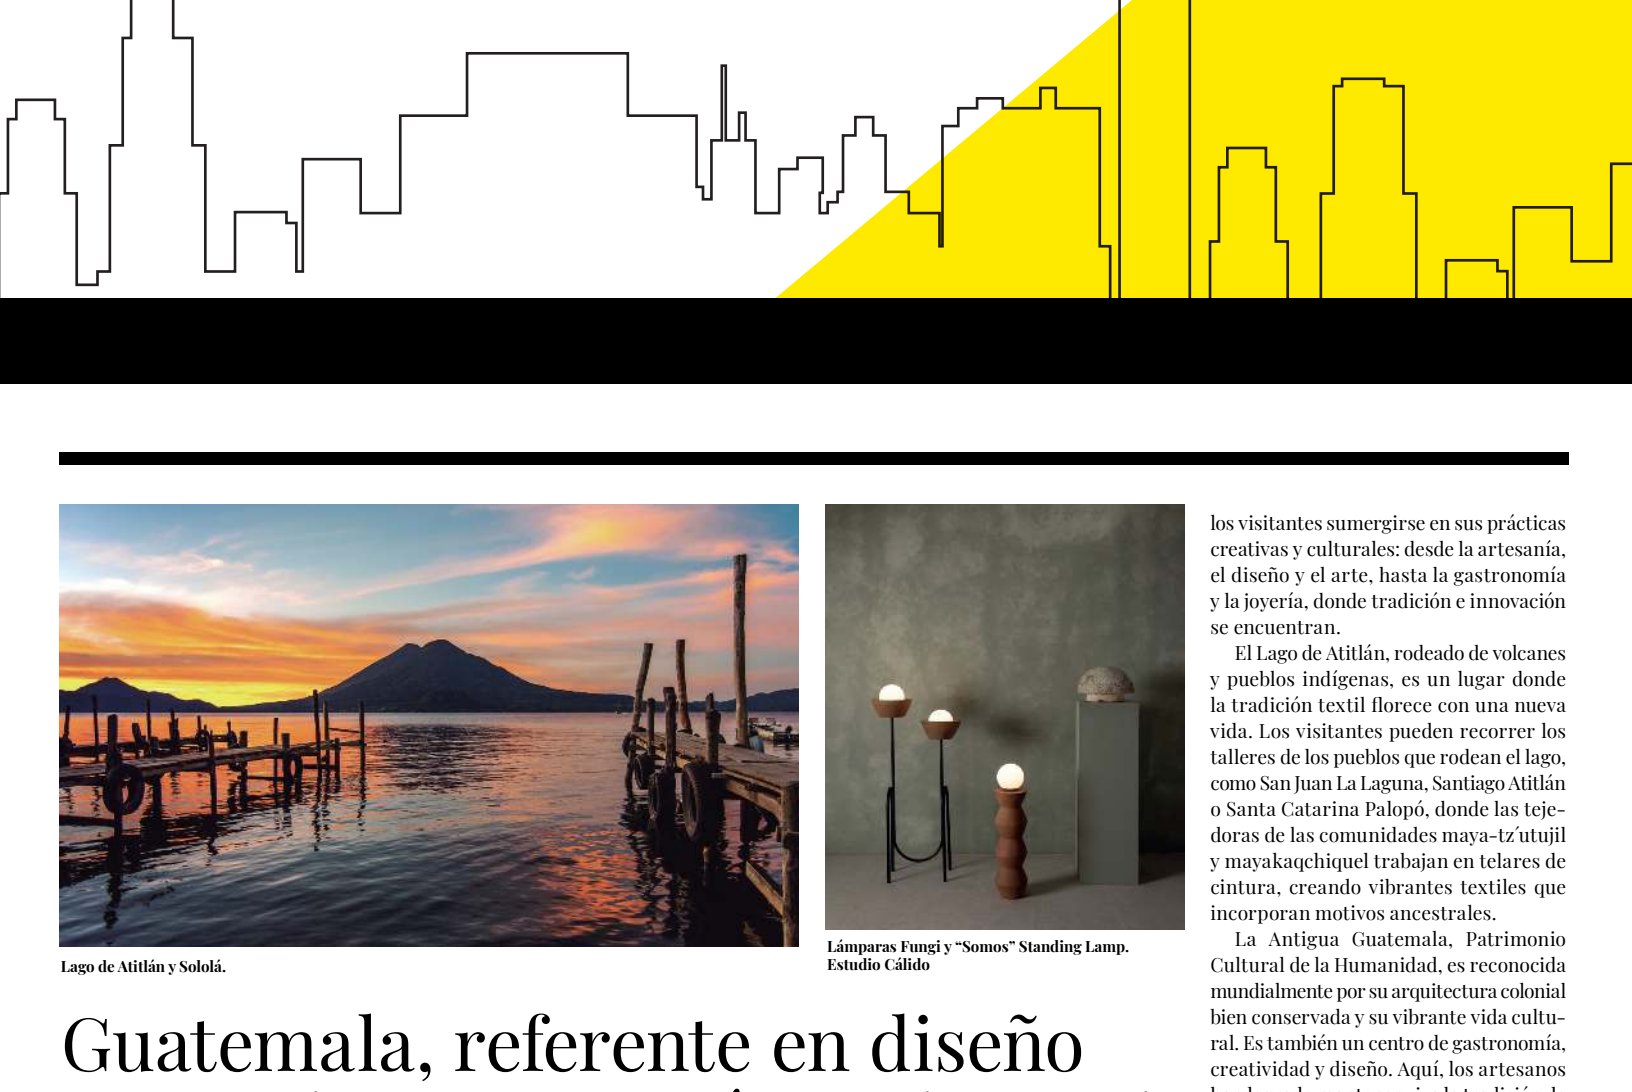 Lago de Atitlán y Sololá.
Lámparas Fungi y “Somos” Standing Lamp.
Estudio Cálido
Guatemala, referente en diseño
los visitantes sumergirse en sus prácticas
creativas y culturales: desde la artesanía,
el diseño y el arte, hasta la gastronomía
y la joyería, donde tradición e innovación
se encuentran.
El Lago de Atitlán, rodeado de volcanes
y pueblos indígenas, es un lugar donde
la tradición textil florece con una nueva
vida. Los visitantes pueden recorrer los
talleres de los pueblos que rodean el lago,
como San Juan La Laguna, Santiago Atitlán
o Santa Catarina Palopó, donde las teje-
doras de las comunidades maya-tz´utujil
y mayakaqchiquel trabajan en telares de
cintura, creando vibrantes textiles que
incorporan motivos ancestrales.
La Antigua Guatemala, Patrimonio
Cultural de la Humanidad, es reconocida
mundialmente por su arquitectura colonial
bien conservada y su vibrante vida cultu-
ral. Es también un centro de gastronomía,
creatividad y diseño. Aquí, los artesanos